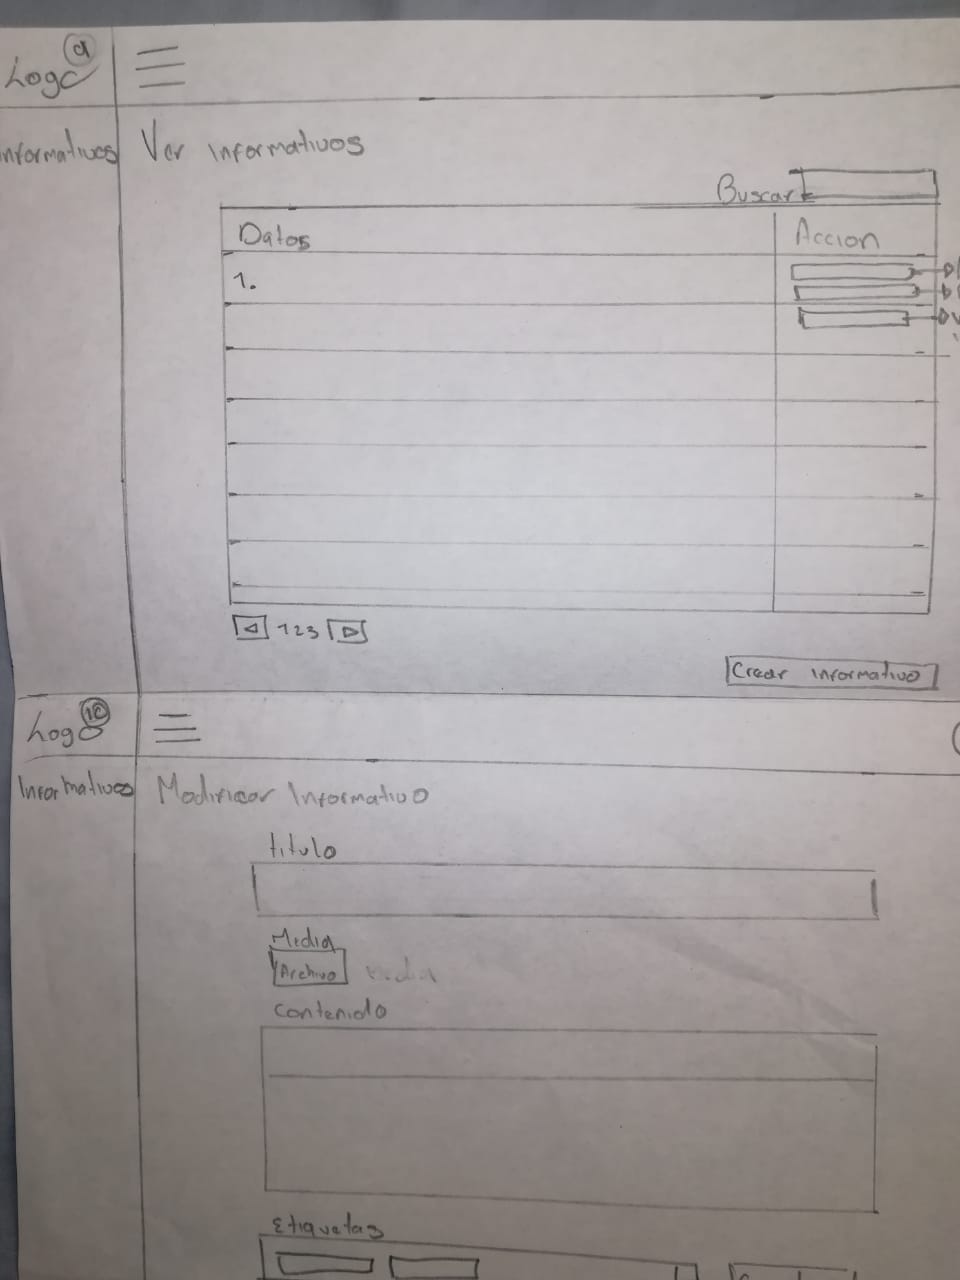 Logo 9
Informativos
Ver informativos
Buscar
Datos
Accion
1.
123
Crear informativo
Logo 10
Informativos
Modificar Informativo
titulo
Media
Archivo
Media
Contenido
Etiquetas